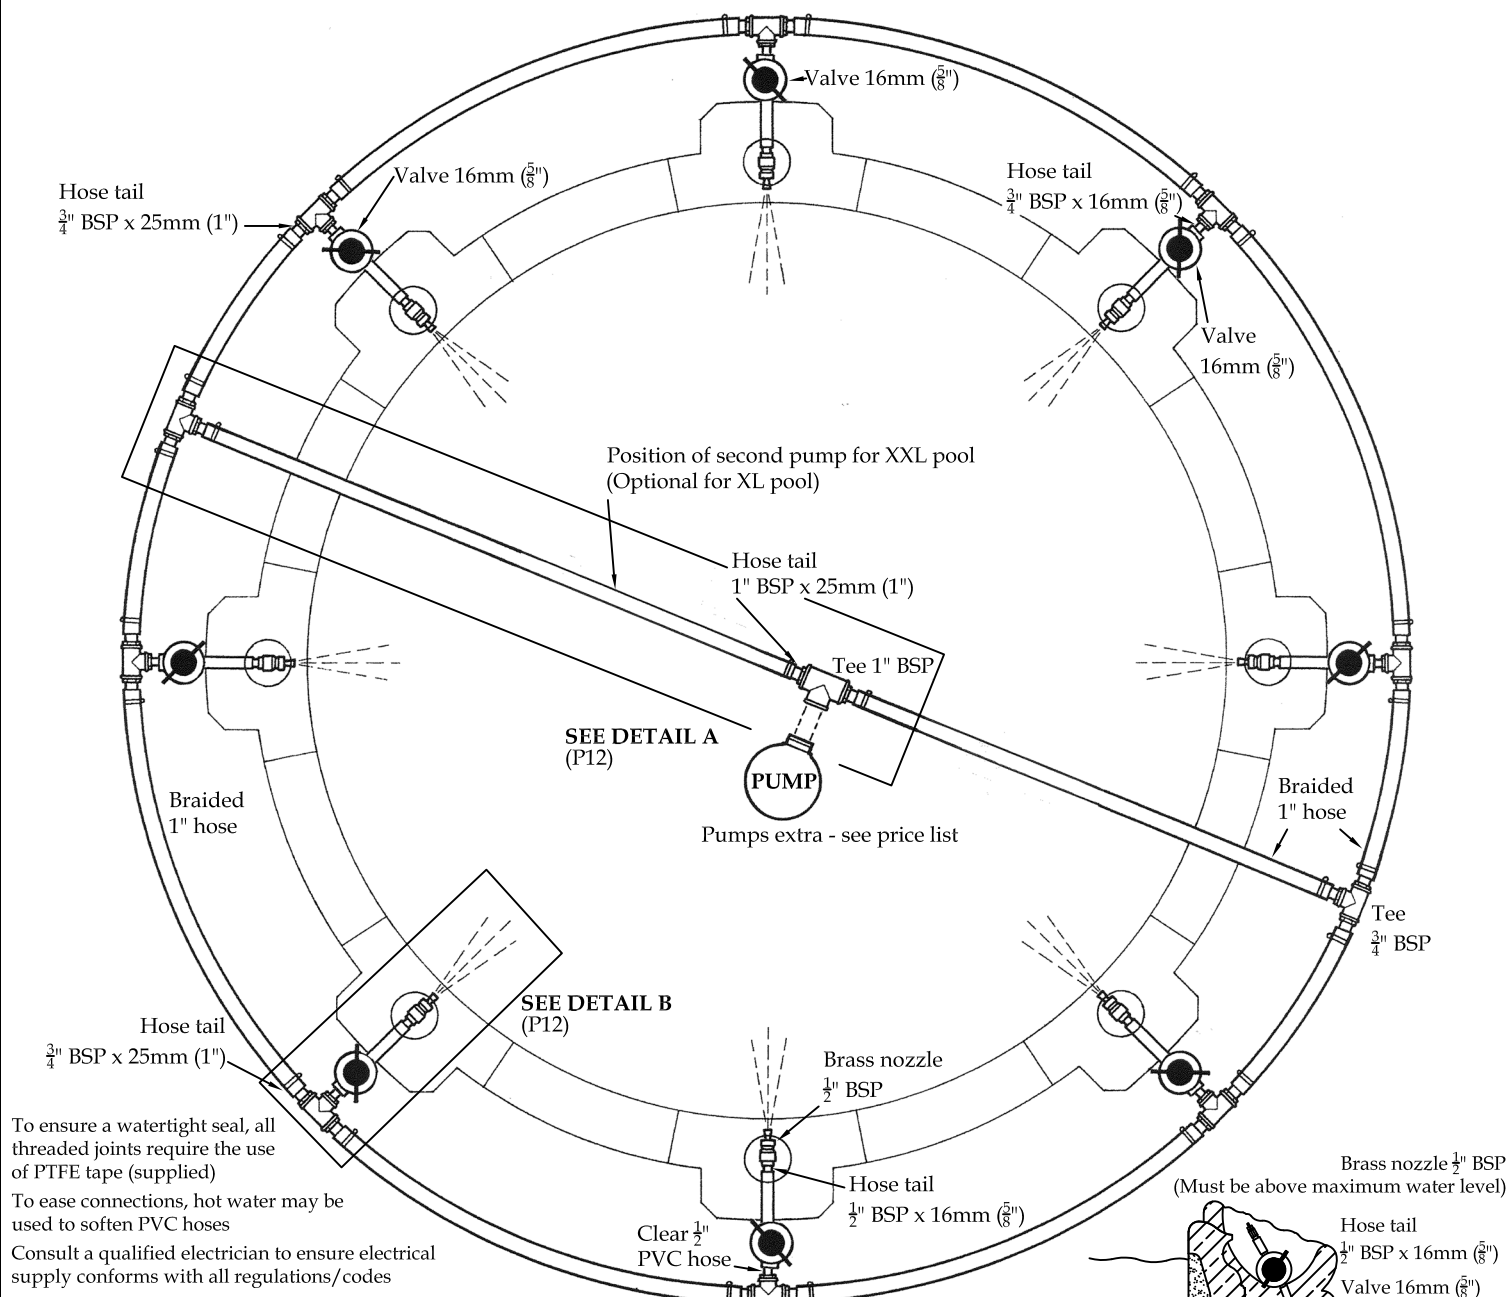 Valve 16mm (⅝")
Valve 16mm (⅝")
Hose tail
¾" BSP x 25mm (1")
Hose tail
¾" BSP x 16mm (⅝")
Valve
16mm (⅝")
Position of second pump for XXL pool
(Optional for XL pool)
Hose tail
1" BSP x 25mm (1")
Tee 1" BSP
SEE DETAIL A
(P12)
PUMP
Pumps extra - see price list
Braided
1" hose
Braided
1" hose
Tee
¾" BSP
SEE DETAIL B
(P12)
Hose tail
¾" BSP x 25mm (1")
Brass nozzle
½" BSP
Hose tail
½" BSP x 16mm (⅝")
Clear ½"
PVC hose
To ensure a watertight seal, all
threaded joints require the use
of PTFE tape (supplied)
To ease connections, hot water may be
used to soften PVC hoses
Consult a qualified electrician to ensure electrical
supply conforms with all regulations/codes
Brass nozzle ½" BSP
(Must be above maximum water level)
Hose tail
½" BSP x 16mm (⅝")
Valve 16mm (⅝")